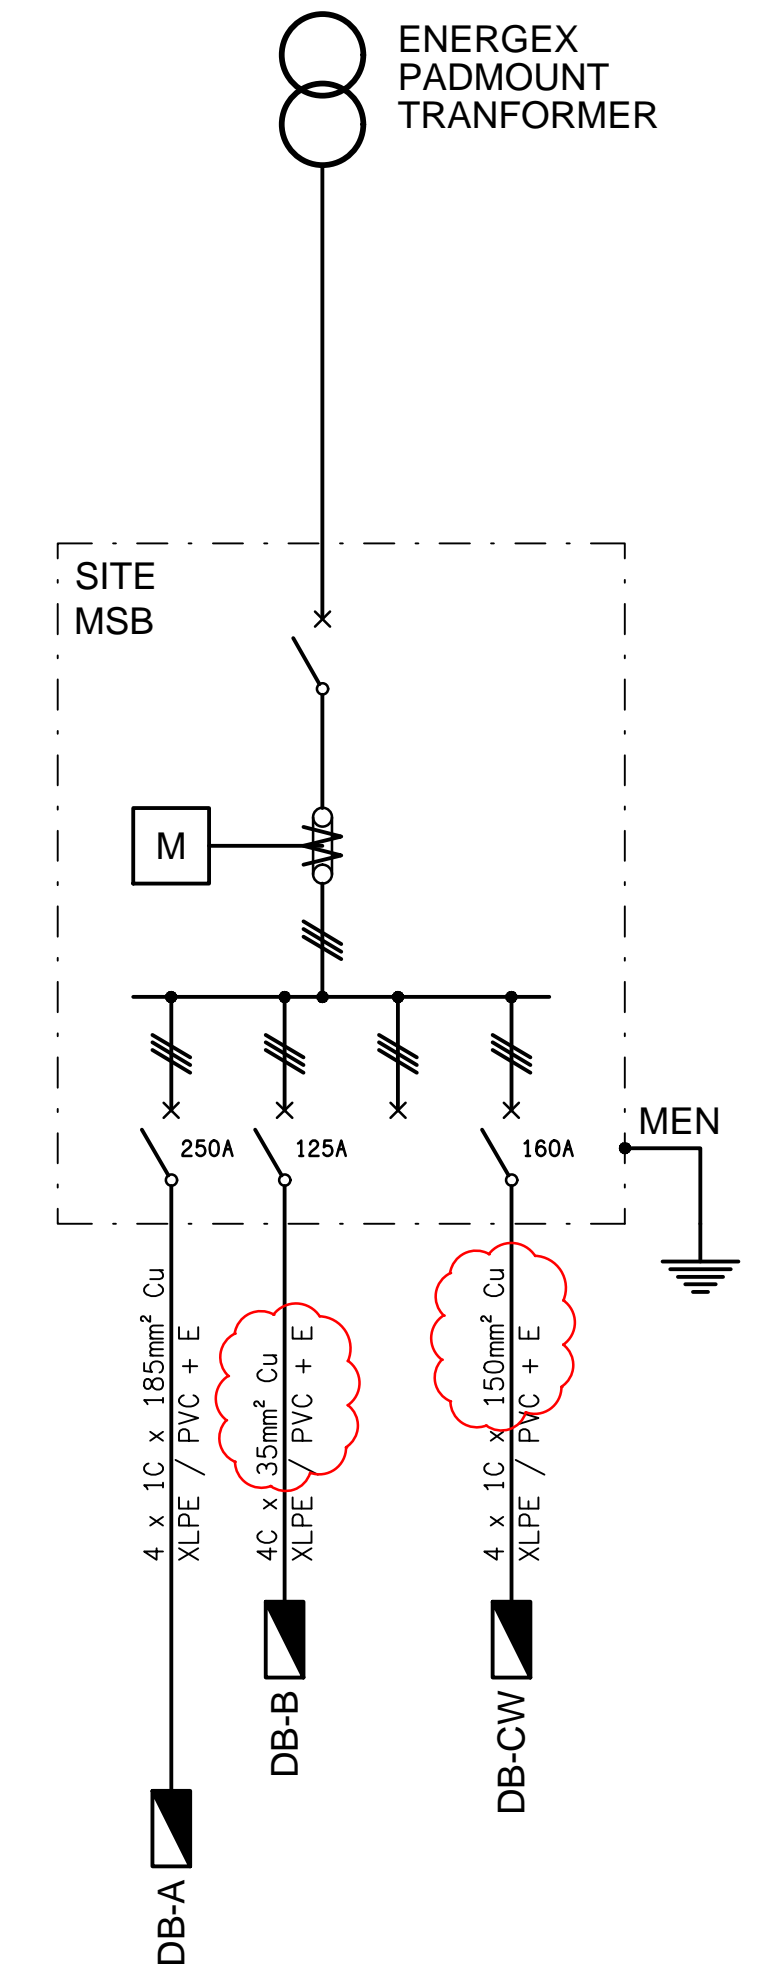 ENERGEX
PADMOUNT
TRANFORMER
SITE
MSB
M
250A
125A
160A
MEN
4 x 1C x 185mm² Cu
XLPE / PVC + E
4C x 35mm² Cu
XLPE / PVC + E
4 x 1C x 150mm² Cu
XLPE / PVC + E
DB-B
DB-CW
DB-A